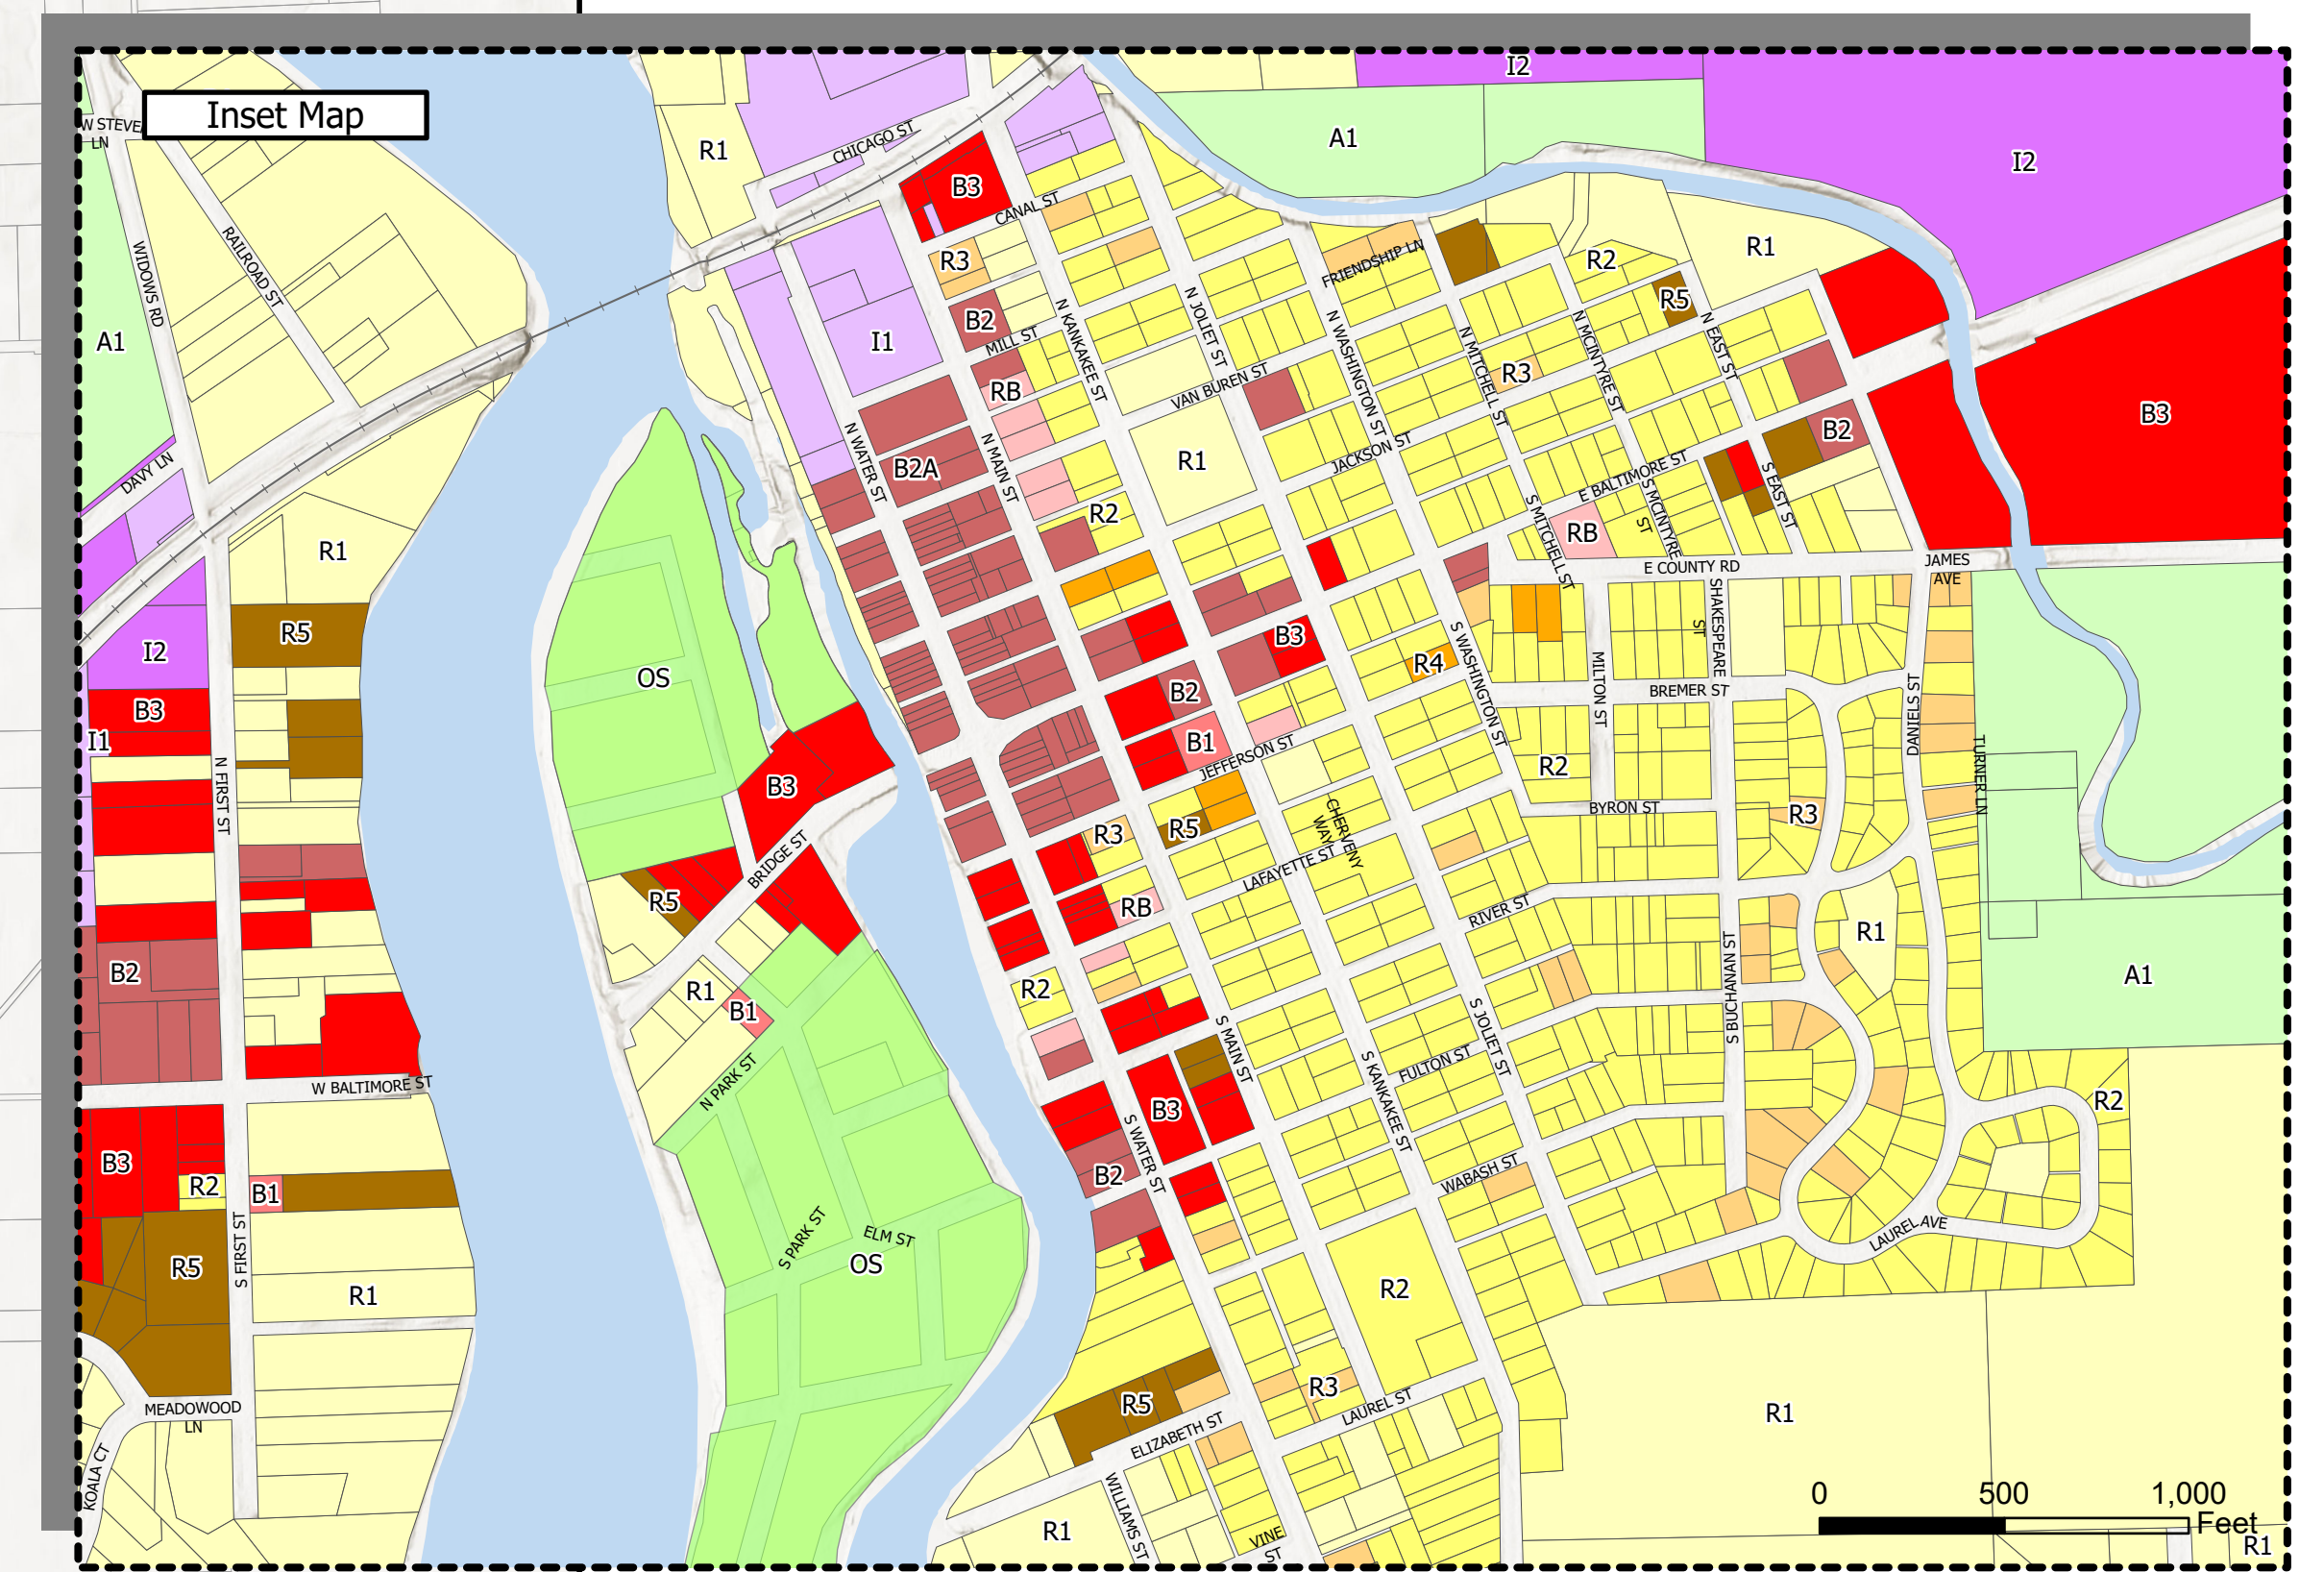 I2
Inset Map
W STEVE
LN
R1
CHICAGO ST
A1
I2
B3
CANAL ST
WIDOWS RD
RAILROAD ST
R3
FRIENDSHIP LN
R2
R1
A1
B2
MILL ST
I1
N KANKAKEE ST
N JOLIET ST
N WASHINGTON ST
N MITCHELL ST
N MCINTYRE ST
R5
N EAST ST
RB
VAN BUREN ST
R3
B3
DAVY LN
N WATER ST
B2A
N MAIN ST
R1
JACKSON ST
B2
E BALTIMORE ST
S EAST ST
R2
S MITCHELL ST
RB
S MCINTYRE
ST
R1
E COUNTY RD
JAMES
AVE
R5
I2
OS
B3
R4
S WASHINGTON ST
MILTON ST
SHAKESPEARE
ST
BREMER ST
B3
I1
B2
B1
JEFFERSON ST
DANIELS ST
TURNER LN
R2
N FIRST ST
B3
BYRON ST
R3
R3
R5
CHERVENY
WAY
BRIDGE ST
LAFAYETTE ST
R5
RB
RIVER ST
R1
B2
R1
B1
R2
S BUCHANAN ST
A1
W BALTIMORE ST
N PARK ST
S MAIN ST
S JOLIET ST
FULTON ST
S KANKAKEE ST
B3
R2
B3
R2
B1
B2
S WATER ST
WABASH ST
S FIRST ST
R5
R1
S PARK ST
ELM ST
OS
LAUREL AVE
R2
R3
R5
LAUREL ST
R1
MEADOWOOD
LN
ELIZABETH ST
KOALA CT
WILLIAMS ST
R1
VINE
ST
0 500 1,000
Feet
R1